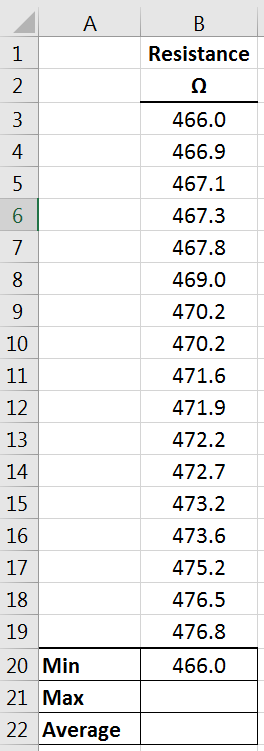 A B
1 Resistance
2 Ω
3 466.0
4 466.9
5 467.1
6 467.3
7 467.8
8 469.0
9 470.2
10 470.2
11 471.6
12 471.9
13 472.2
14 472.7
15 473.2
16 473.6
17 475.2
18 476.5
19 476.8
20 Min 466.0
21 Max
22 Average